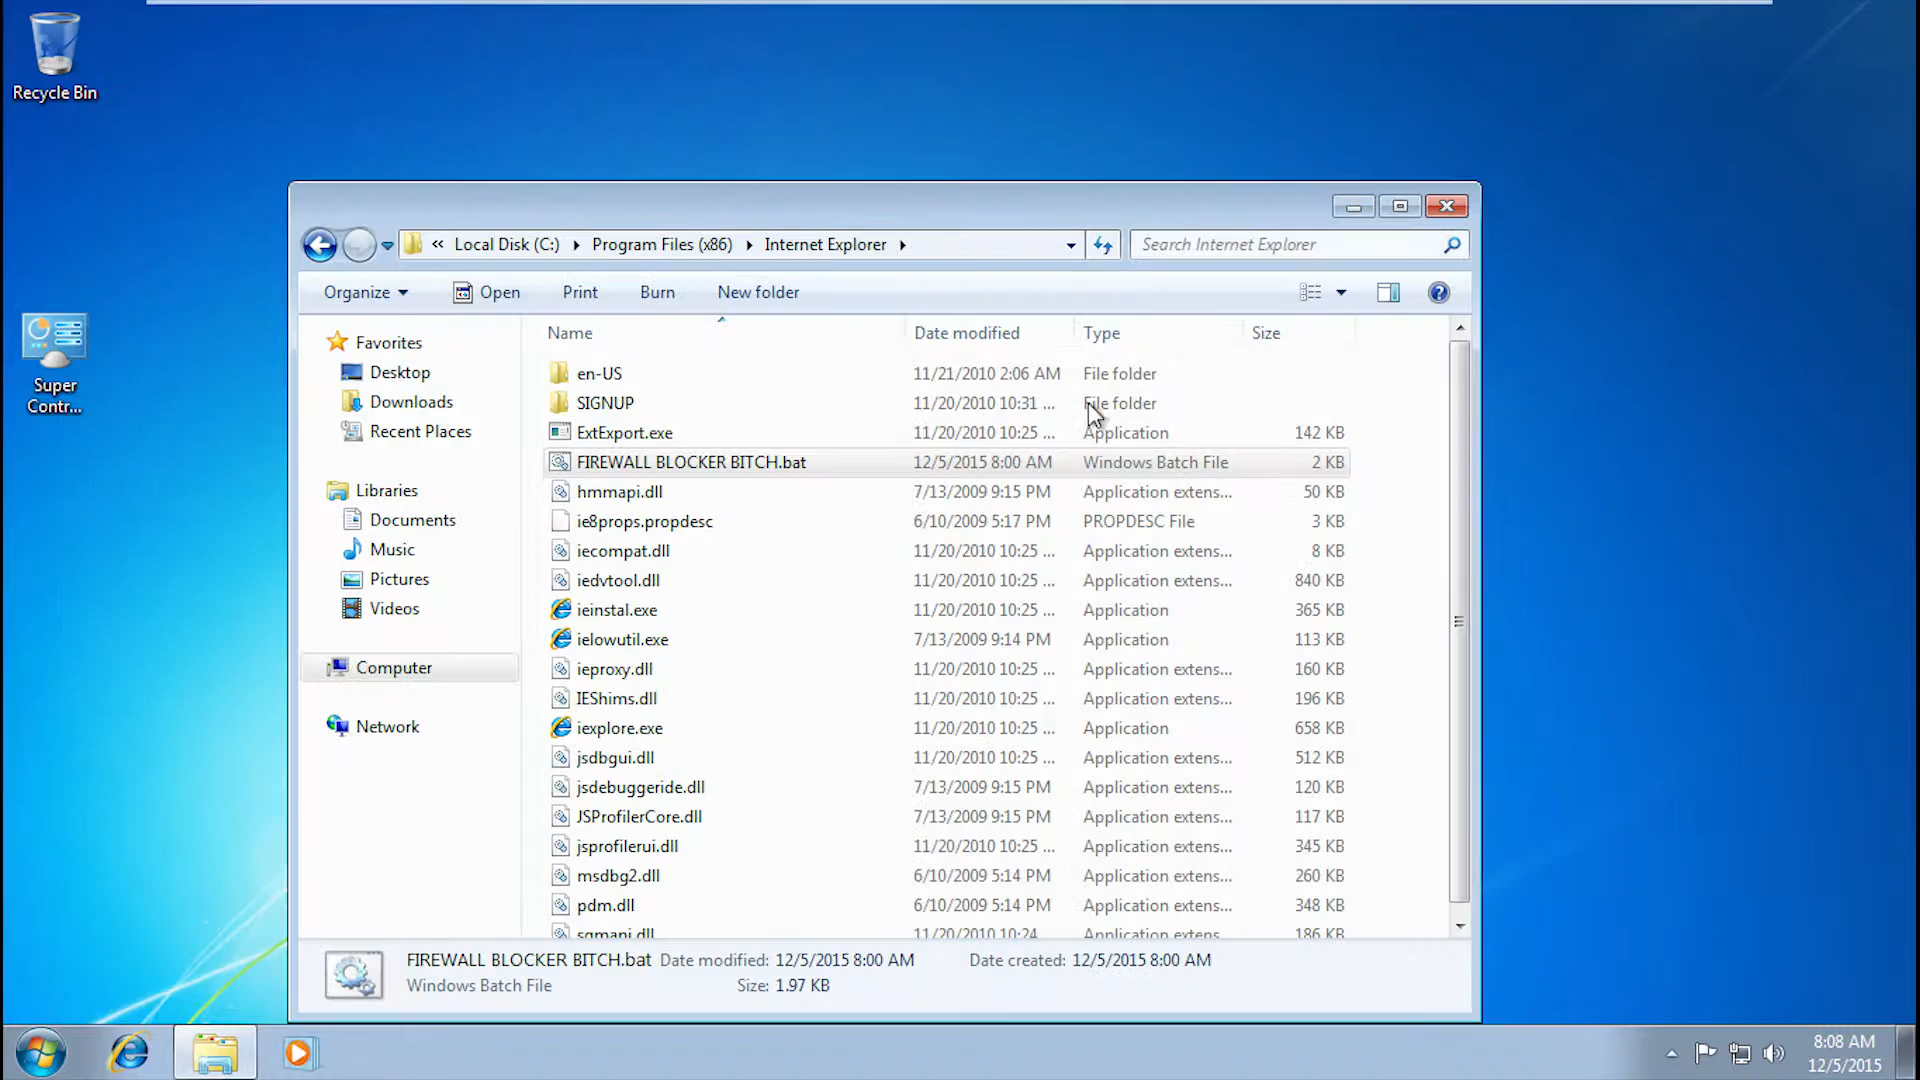 Recycle Bin
Super
Contr...
« Local Disk (C:) Program Files (x86) Internet Explorer
Search Internet Explorer
Organize Open Print Burn New folder
Name Date modified Type Size
Favorites
Desktop
Downloads
Recent Places
Libraries
Documents
Music
Pictures
Videos
Computer
Network
en-US 11/21/2010 2:06 AM File folder
SIGNUP 11/20/2010 10:31 ... File folder
ExtExport.exe 11/20/2010 10:25 ... Application 142 KB
FIREWALL BLOCKER BITCH.bat 12/5/2015 8:00 AM Windows Batch File 2 KB
hmmapi.dll 7/13/2009 9:15 PM Application extens... 50 KB
ie8props.propdesc 6/10/2009 5:17 PM PROPDESC File 3 KB
iecompat.dll 11/20/2010 10:25 ... Application extens... 8 KB
iedvtool.dll 11/20/2010 10:25 ... Application extens... 840 KB
ieinstal.exe 11/20/2010 10:25 ... Application 365 KB
ielowutil.exe 7/13/2009 9:14 PM Application 113 KB
ieproxy.dll 11/20/2010 10:25 ... Application extens... 160 KB
IEShims.dll 11/20/2010 10:25 ... Application extens... 196 KB
iexplore.exe 11/20/2010 10:25 ... Application 658 KB
jsdbgui.dll 11/20/2010 10:25 ... Application extens... 512 KB
jsdebuggeride.dll 7/13/2009 9:15 PM Application extens... 120 KB
JSProfilerCore.dll 7/13/2009 9:15 PM Application extens... 117 KB
jsprofilerui.dll 11/20/2010 10:25 ... Application extens... 345 KB
msdbg2.dll 6/10/2009 5:14 PM Application extens... 260 KB
pdm.dll 6/10/2009 5:14 PM Application extens... 348 KB
sqmapi.dll 11/20/2010 10:24 ... Application extens... 186 KB
FIREWALL BLOCKER BITCH.bat Date modified: 12/5/2015 8:00 AM Date created: 12/5/2015 8:00 AM
Windows Batch File Size: 1.97 KB
8:08 AM
12/5/2015